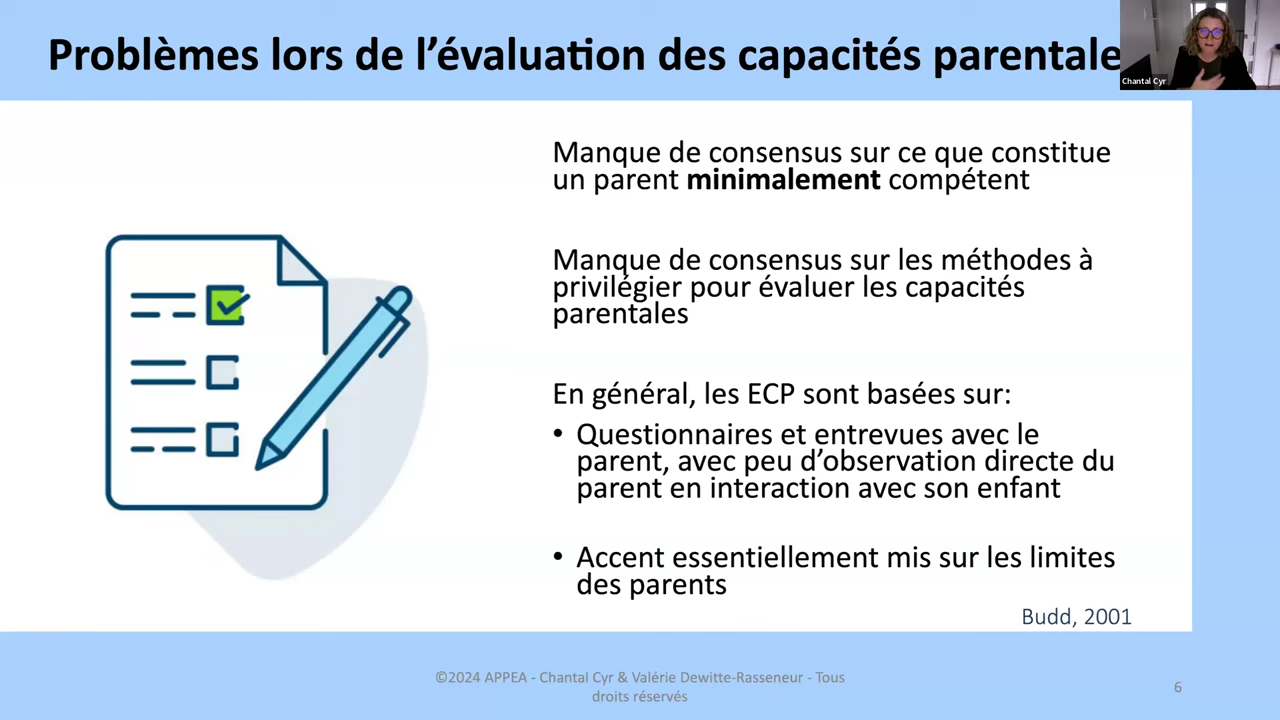 Problèmes lors de l'évaluation des capacités parentale
Chantal Cyr
Manque de consensus sur ce que constitue
un parent minimalement compétent
Manque de consensus sur les méthodes à
privilégier pour évaluer les capacités
parentales
En général, les ECP sont basées sur:
• Questionnaires et entrevues avec le
parent, avec peu d'observation directe du
parent en interaction avec son enfant
• Accent essentiellement mis sur les limites
des parents
Budd, 2001
©2024 APPEA - Chantal Cyr & Valérie Dewitte-Rasseneur - Tous
droits réservés
6